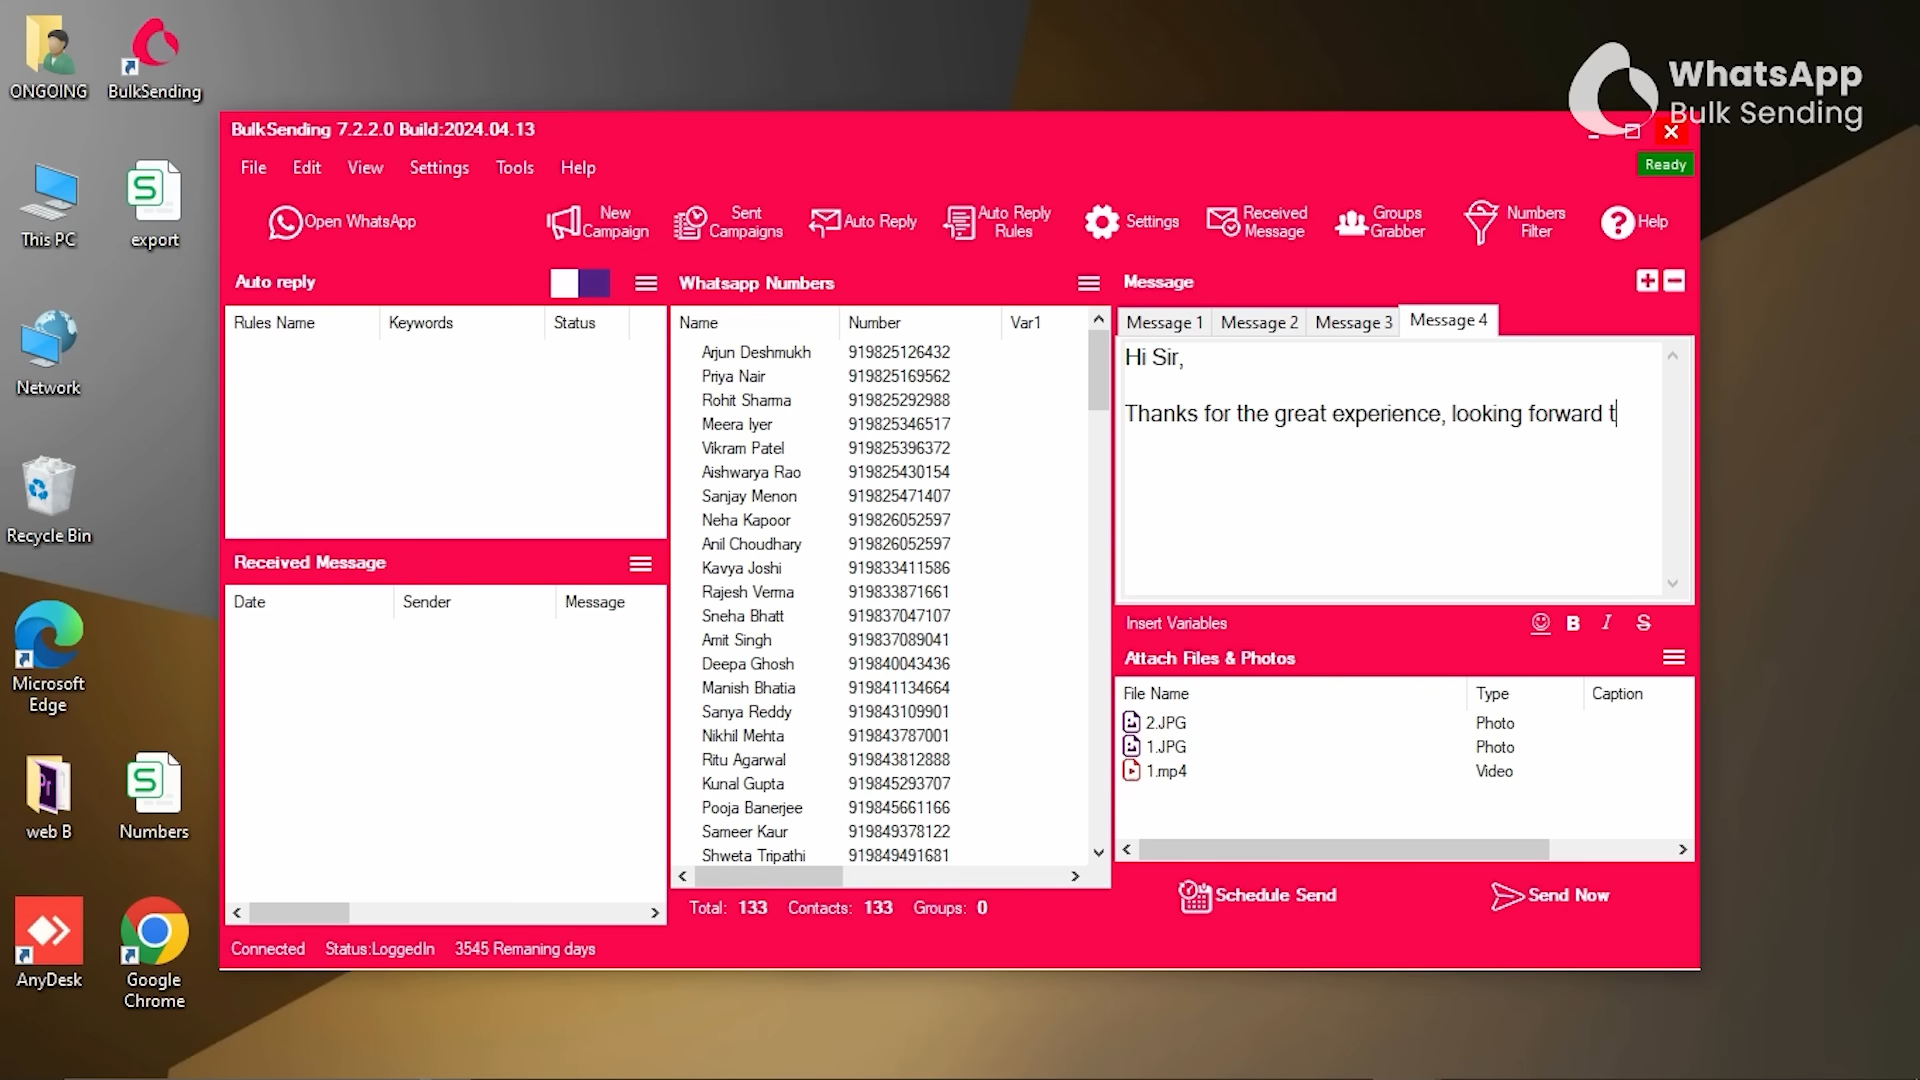 ONGOING
BulkSending
This PC
export
Network
Recycle Bin
Microsoft
Edge
web B
Numbers
AnyDesk
Google
Chrome
WhatsApp
Bulk Sending
BulkSending 7.2.2.0 Build:2024.04.13
File Edit View Settings Tools Help
Ready
Open WhatsApp
New
Campaign
Sent
Campaigns
Auto Reply
Auto Reply
Rules
Settings
Received
Message
Groups
Grabber
Numbers
Filter
Help
Auto reply
Rules Name Keywords Status
Received Message
Date Sender Message
Whatsapp Numbers
Name Number Var1
Arjun Deshmukh 919825126432
Priya Nair 919825169562
Rohit Sharma 919825292988
Meera Iyer 919825346517
Vikram Patel 919825396372
Aishwarya Rao 919825430154
Sanjay Menon 919825471407
Neha Kapoor 919826052597
Anil Choudhary 919826052597
Kavya Joshi 919833411586
Rajesh Verma 919833871661
Sneha Bhatt 919837047107
Amit Singh 919837089041
Deepa Ghosh 919840043436
Manish Bhatia 919841134664
Sanya Reddy 919843109901
Nikhil Mehta 919843787001
Ritu Agarwal 919843812888
Kunal Gupta 919845293707
Pooja Banerjee 919845661166
Sameer Kaur 919849378122
Shweta Tripathi 919849491681
Total: 133 Contacts: 133 Groups: 0
Message
Message 1 Message 2 Message 3 Message 4
Hi Sir,
Thanks for the great experience, looking forward t
Insert Variables
B I S
Attach Files & Photos
File Name Type Caption
2.JPG Photo
1.JPG Photo
1.mp4 Video
Schedule Send
Send Now
Connected Status:LoggedIn 3545 Remaning days